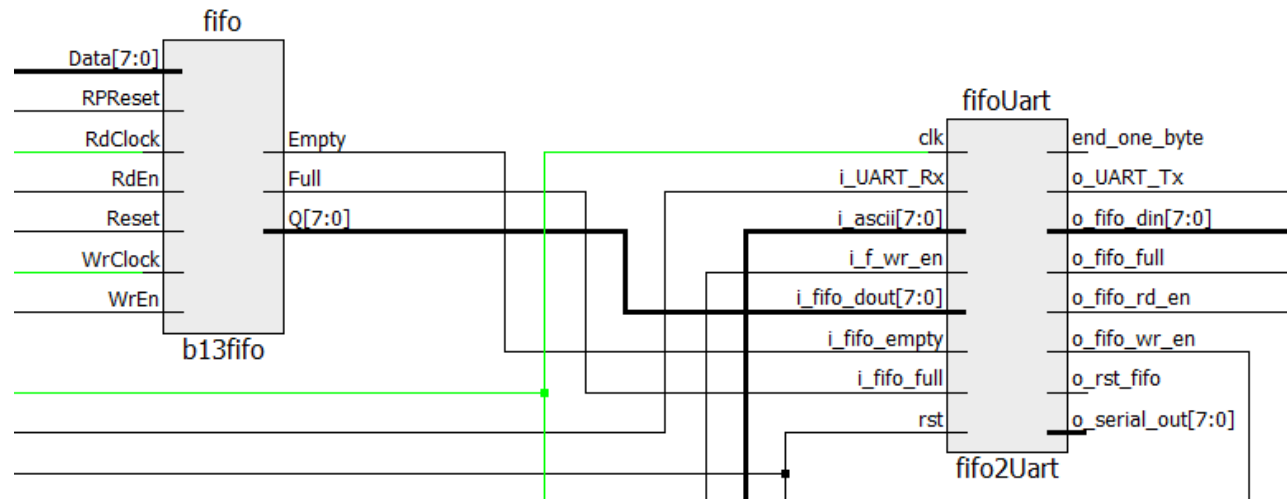 fifo
Data[7:0]
RPReset
RdClock
RdEn
Reset
WrClock
WrEn
Empty
Full
Q[7:0]
b13fifo
fifoUart
clk
i_UART_Rx
i_ascii[7:0]
i_f_wr_en
i_fifo_dout[7:0]
i_fifo_empty
i_fifo_full
rst
end_one_byte
o_UART_Tx
o_fifo_din[7:0]
o_fifo_full
o_fifo_rd_en
o_fifo_wr_en
o_rst_fifo
o_serial_out[7:0]
fifo2Uart